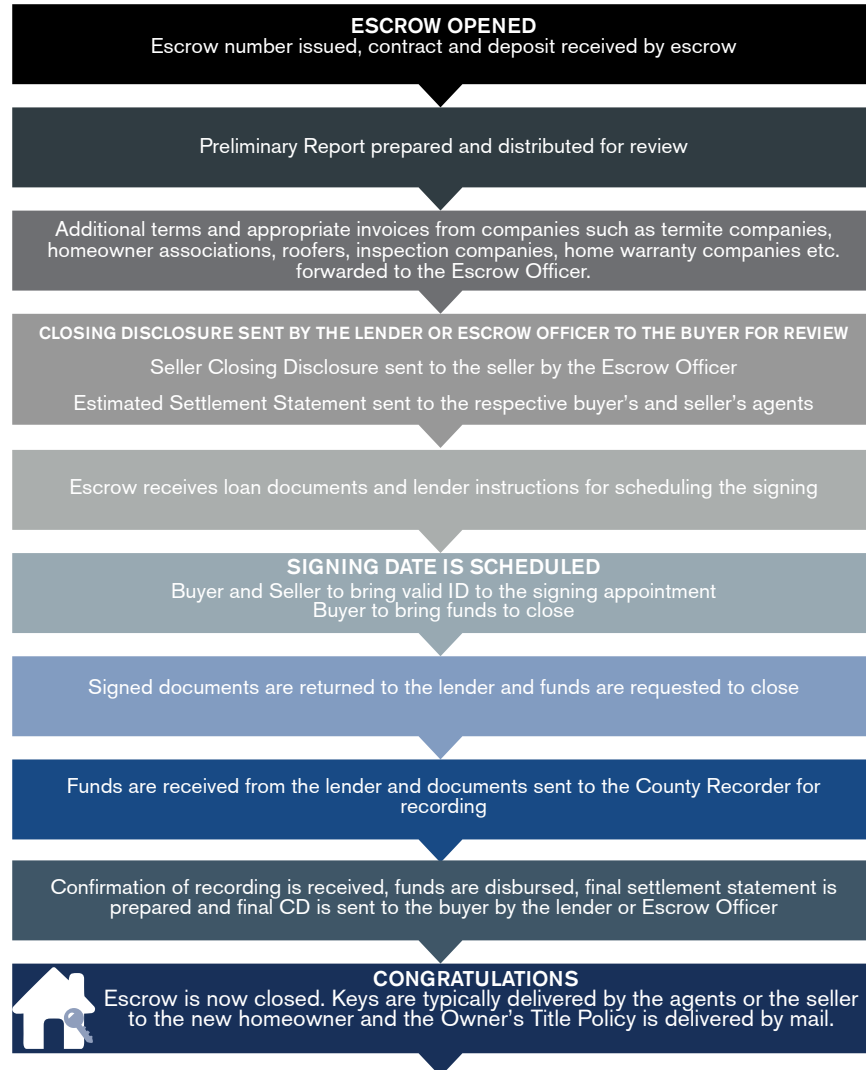 ESCROW OPENED
Escrow number issued, contract and deposit received by escrow
Preliminary Report prepared and distributed for review
Additional terms and appropriate invoices from companies such as termite companies,
homeowner associations, roofers, inspection companies, home warranty companies etc.
forwarded to the Escrow Officer.
CLOSING DISCLOSURE SENT BY THE LENDER OR ESCROW OFFICER TO THE BUYER FOR REVIEW
Seller Closing Disclosure sent to the seller by the Escrow Officer
Estimated Settlement Statement sent to the respective buyer’s and seller’s agents
Escrow receives loan documents and lender instructions for scheduling the signing
SIGNING DATE IS SCHEDULED
Buyer and Seller to bring valid ID to the signing appointment
Buyer to bring funds to close
Signed documents are returned to the lender and funds are requested to close
Funds are received from the lender and documents sent to the County Recorder for
recording
Confirmation of recording is received, funds are disbursed, final settlement statement is
prepared and final CD is sent to the buyer by the lender or Escrow Officer
CONGRATULATIONS
Escrow is now closed. Keys are typically delivered by the agents or the seller
to the new homeowner and the Owner’s Title Policy is delivered by mail.